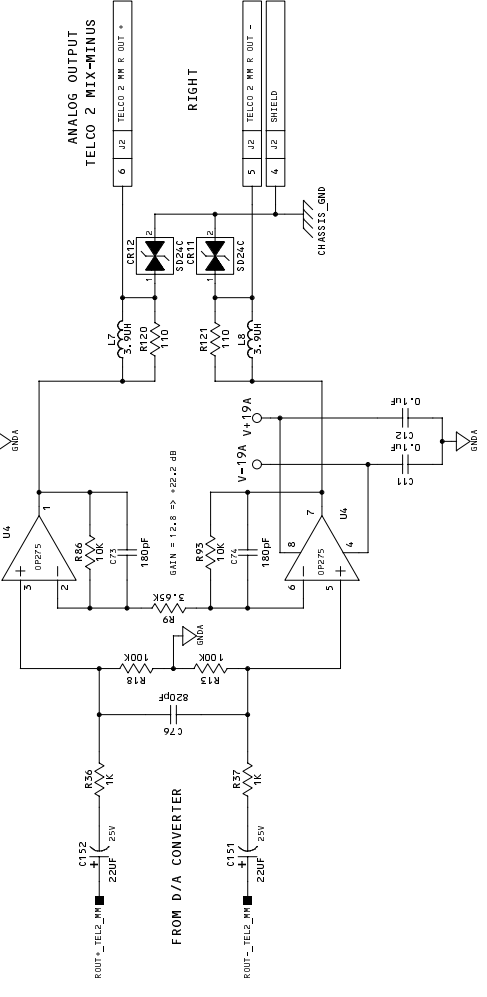 ANALOG OUTPUT
TELCO 2 MIX-MINUS
RIGHT
6 J2 TELCO 2 MM R OUT +
5 J2 TELCO 2 MM R OUT -
4 J2 SHIELD
CHASSIS_GND
CR12
SD24C
1
2
CR11
SD24C
1
2
L7
3.9UH
R120
110
R121
110
L8
3.9UH
GNDA
U4
OP275
3
2
1
R86
10K
C73
180pF
GAIN = 12.8 => +22.2 dB
R93
10K
C74
180pF
R9
3.65K
V-19A
V+19A
0.1uF
C12
0.1uF
C11
GNDA
U4
OP275
7
8
4
6
5
GNDA
100K
R18
100K
R13
820pF
C76
R36
1K
R37
1K
C152
25V
22UF
+
C151
25V
22UF
+
FROM D/A CONVERTER
ROUT+_TEL2_MM
ROUT-_TEL2_MM